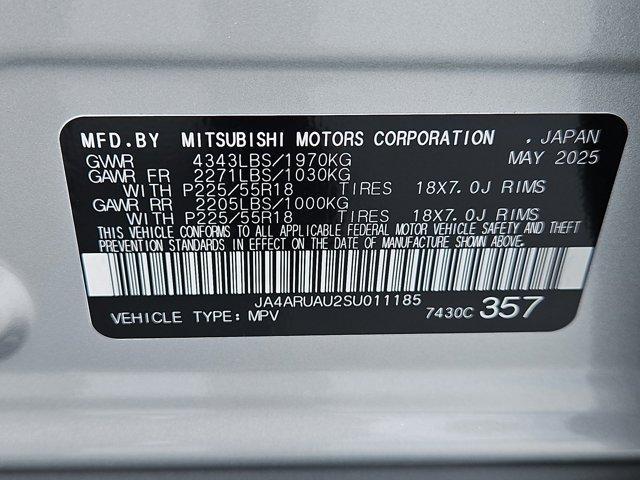 MFD.BY MITSUBISHI MOTORS CORPORATION . JAPAN
GVWR 4343LBS/1970KG MAY 2025
GAWR FR 2271LBS/1030KG
WITH P225/55R18 TIRES 18X7.0J RIMS
GAWR RR 2205LBS/1000KG
WITH P225/55R18 TIRES 18X7.0J RIMS
THIS VEHICLE CONFORMS TO ALL APPLICABLE FEDERAL MOTOR VEHICLE SAFETY AND THEFT
PREVENTION STANDARDS IN EFFECT ON THE DATE OF MANUFACTURE SHOWN ABOVE.
JA4ARUAU2SU011185
VEHICLE TYPE: MPV 7430C 357